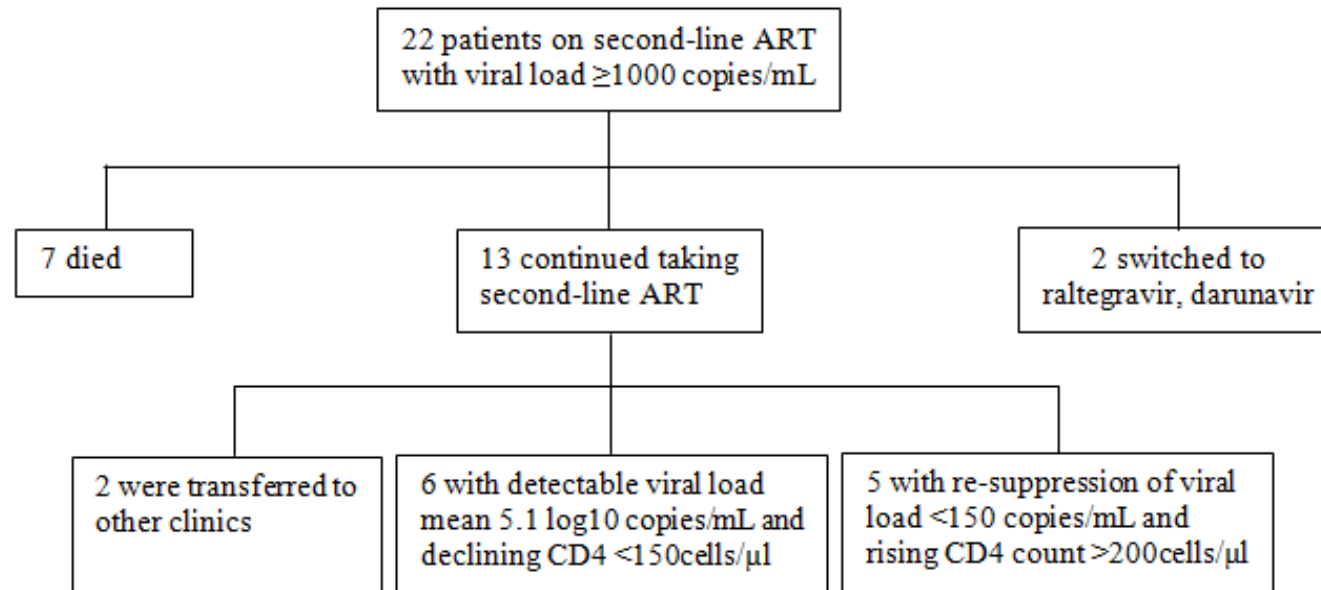 22 patients on second-line ART
with viral load ≥1000 copies/mL
7 died
13 continued taking
second-line ART
2 switched to
raltegravir, darunavir
2 were transferred to
other clinics
6 with detectable viral load
mean 5.1 log10 copies/mL and
declining CD4 <150cells/µl
5 with re-suppression of viral
load <150 copies/mL and
rising CD4 count >200cells/µl